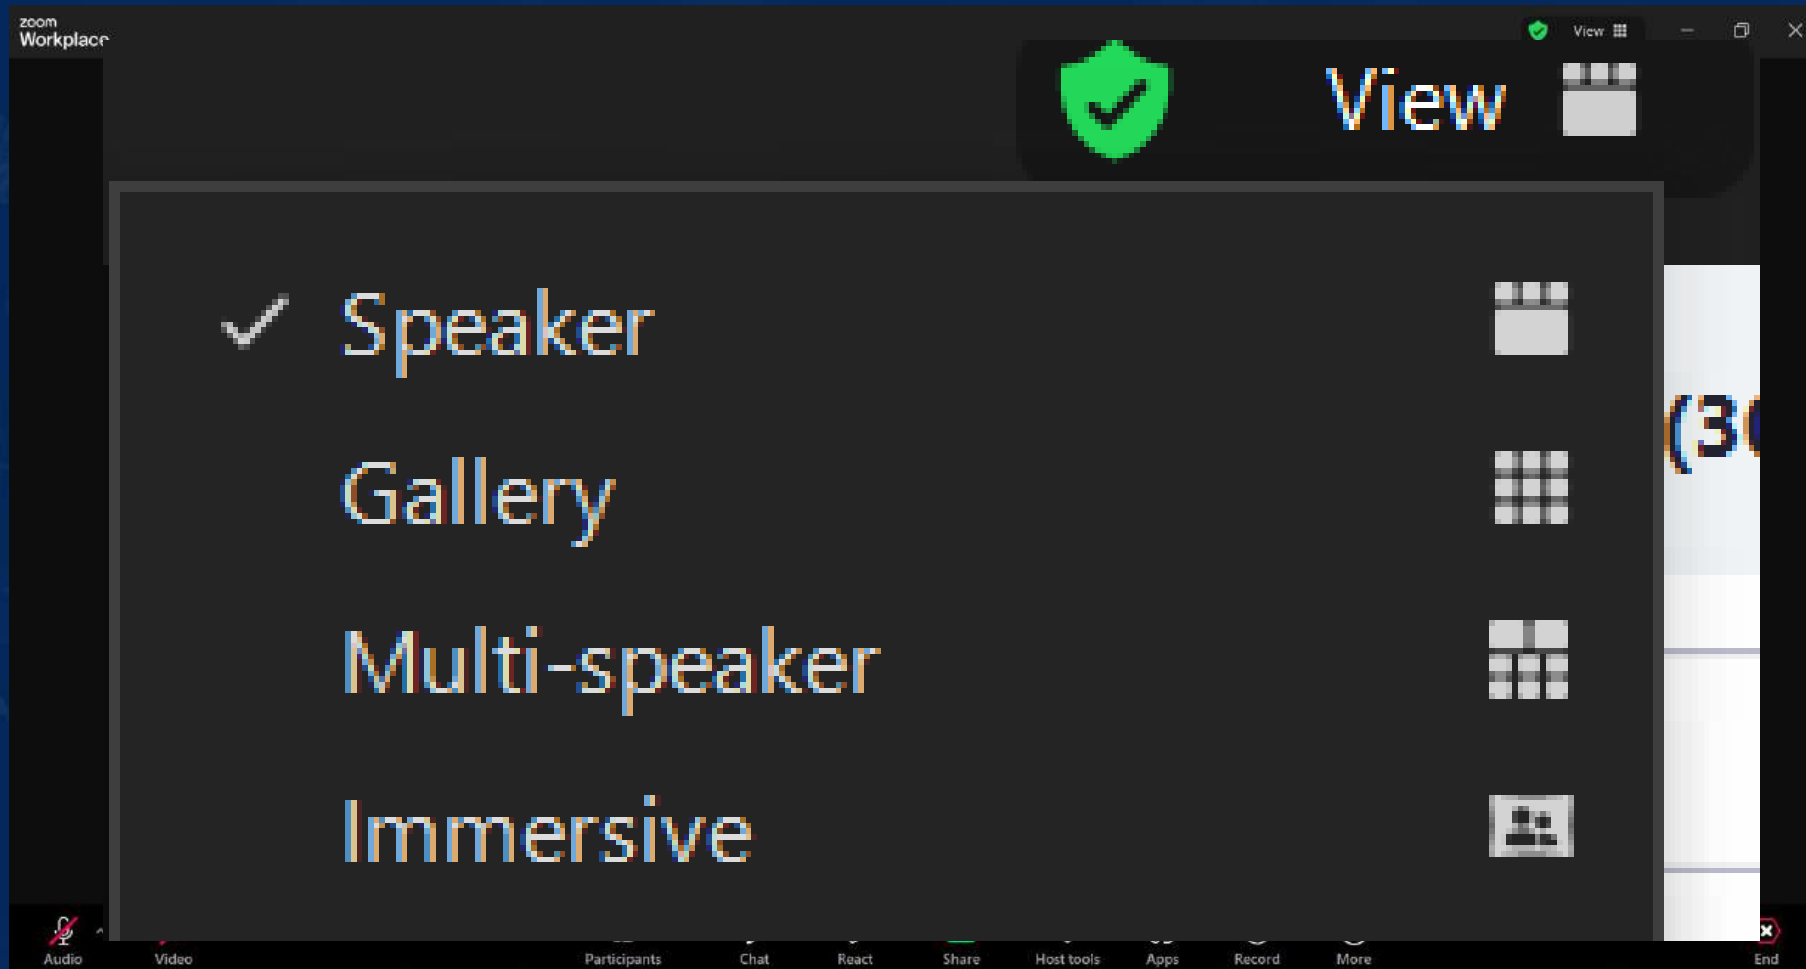 zoom
Workplace
View
View
Speaker
(30
Gallery
Multi-speaker
Immersive
Audio
Video
Participants
Chat
React
Share
Host tools
Apps
Record
More
End